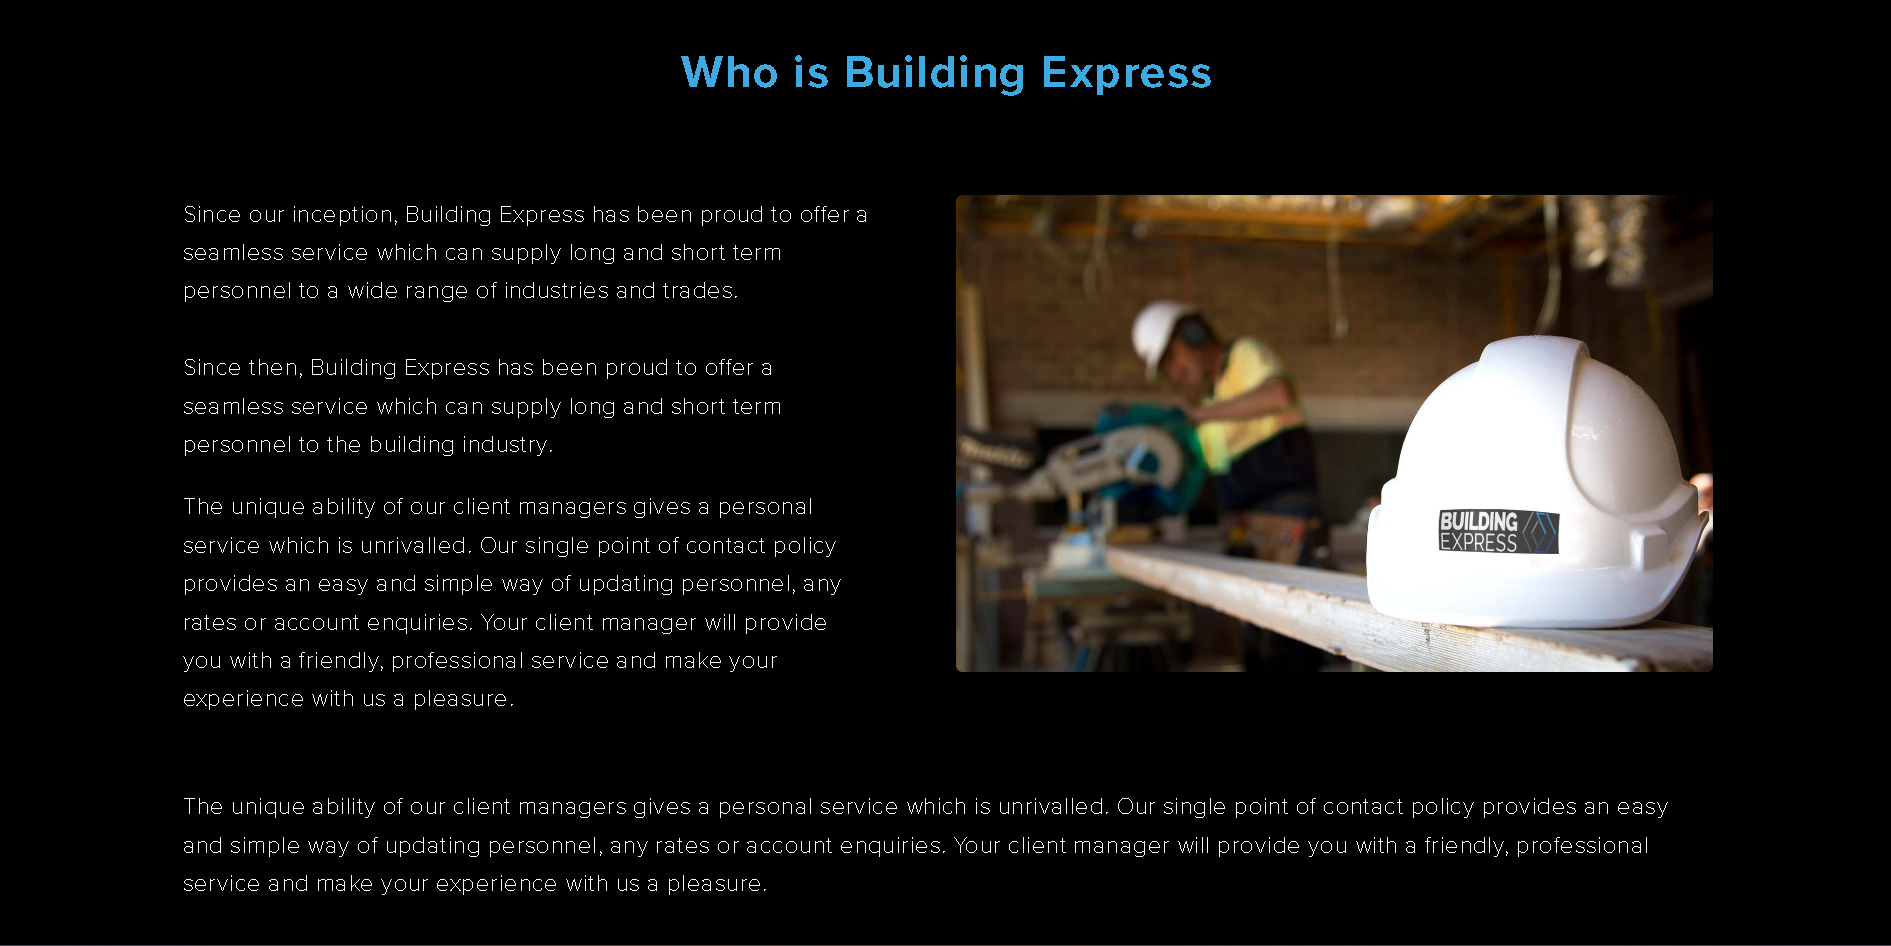 Who is Building Express
Since our inception, Building Express has been proud to offer a
seamless service which can supply long and short term
personnel to a wide range of industries and trades.
Since then, Building Express has been proud to offer a
seamless service which can supply long and short term
personnel to the building industry.
The unique ability of our client managers gives a personal
service which is unrivalled. Our single point of contact policy
provides an easy and simple way of updating personnel, any
rates or account enquiries. Your client manager will provide
you with a friendly, professional service and make your
experience with us a pleasure.
Makita
BUILDING
EXPRESS
The unique ability of our client managers gives a personal service which is unrivalled. Our single point of contact policy provides an easy
and simple way of updating personnel, any rates or account enquiries. Your client manager will provide you with a friendly, professional
service and make your experience with us a pleasure.